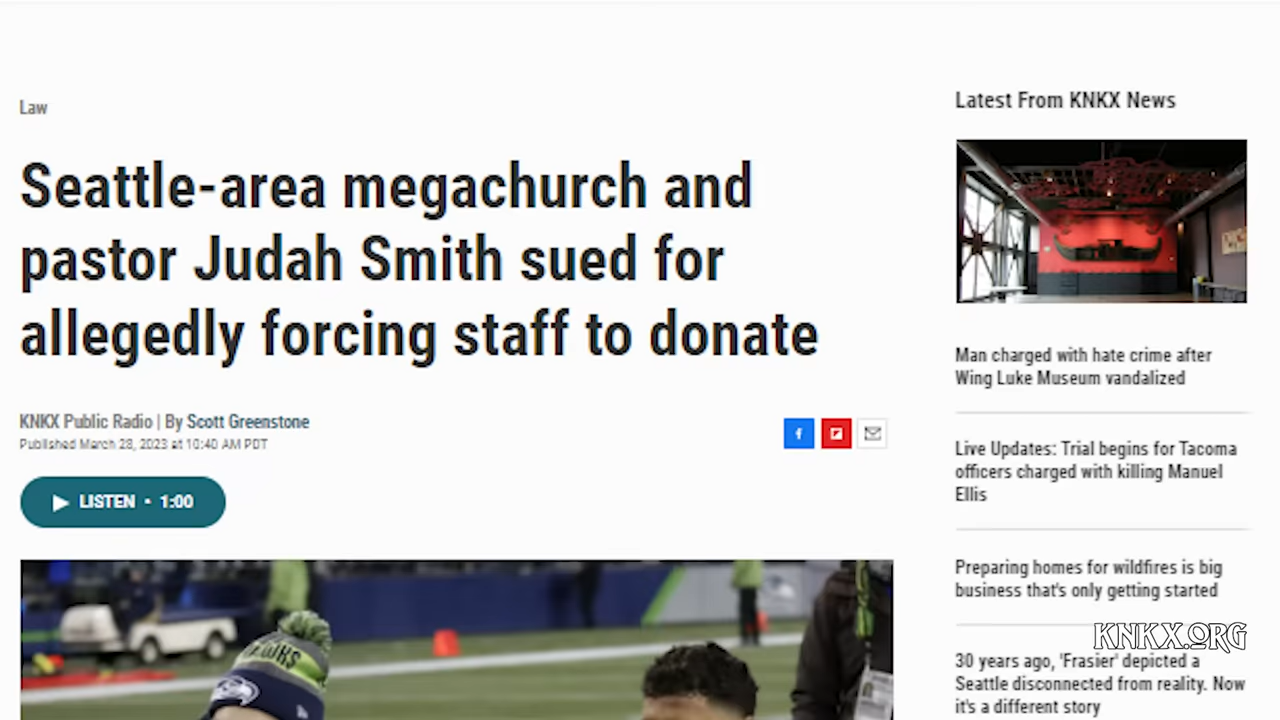 Law
Seattle-area megachurch and
pastor Judah Smith sued for
allegedly forcing staff to donate
KNKX Public Radio | By Scott Greenstone
Published March 28, 2023 at 10:40 AM PDT
LISTEN • 1:00
HAWKS
Latest From KNKX News
Man charged with hate crime after
Wing Luke Museum vandalized
Live Updates: Trial begins for Tacoma
officers charged with killing Manuel
Ellis
Preparing homes for wildfires is big
business that's only getting started
KNKX.ORG
30 years ago, 'Frasier' depicted a
Seattle disconnected from reality. Now
it's a different story